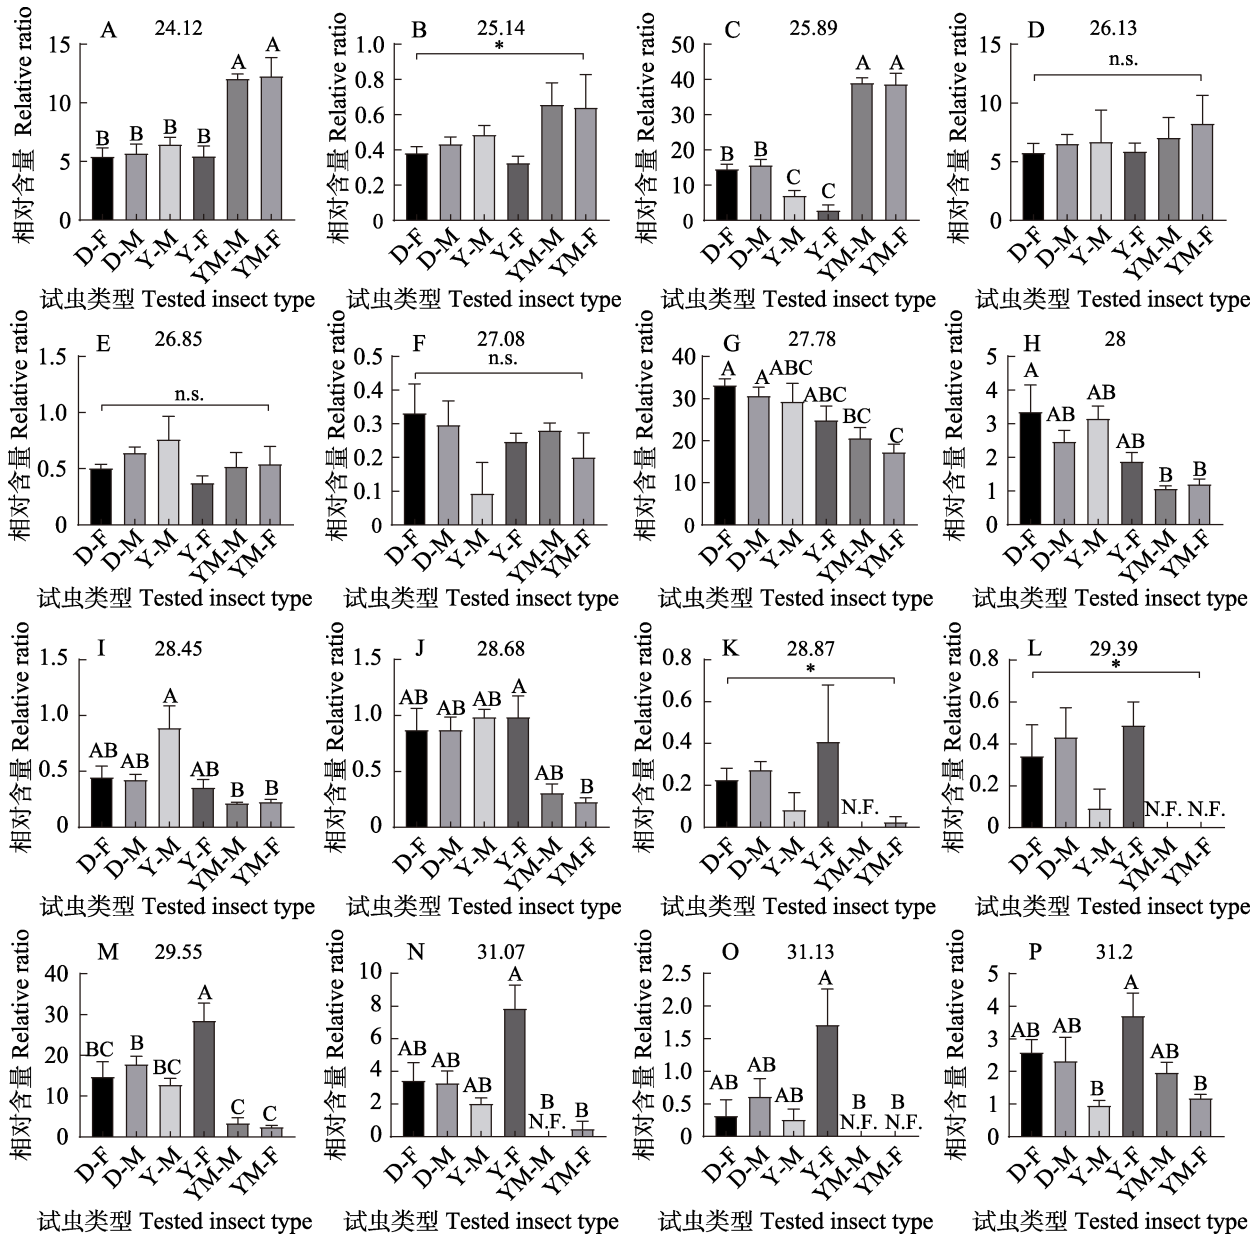 A 24.12
相对含量 Relative ratio
15
10
5
0
B B B B A A
D-F D-M Y-M Y-F YM-M YM-F
试虫类型 Tested insect type
B 25.14
相对含量 Relative ratio
1.0
0.8
0.6
0.4
0.2
0
*
D-F D-M Y-M Y-F YM-M YM-F
试虫类型 Tested insect type
C 25.89
相对含量 Relative ratio
50
40
30
20
10
0
B B C C A A
D-F D-M Y-M Y-F YM-M YM-F
试虫类型 Tested insect type
D 26.13
相对含量 Relative ratio
15
10
5
0
n.s.
D-F D-M Y-M Y-F YM-M YM-F
试虫类型 Tested insect type
E 26.85
相对含量 Relative ratio
1.5
1.0
0.5
0
n.s.
D-F D-M Y-M Y-F YM-M YM-F
试虫类型 Tested insect type
F 27.08
相对含量 Relative ratio
0.5
0.4
0.3
0.2
0.1
0
n.s.
D-F D-M Y-M Y-F YM-M YM-F
试虫类型 Tested insect type
G 27.78
相对含量 Relative ratio
40
30
20
10
0
A A ABC ABC BC C
D-F D-M Y-M Y-F YM-M YM-F
试虫类型 Tested insect type
H 28
相对含量 Relative ratio
5
4
3
2
1
0
A AB AB AB B B
D-F D-M Y-M Y-F YM-M YM-F
试虫类型 Tested insect type
I 28.45
相对含量 Relative ratio
1.5
1.0
0.5
0
AB AB A AB B B
D-F D-M Y-M Y-F YM-M YM-F
试虫类型 Tested insect type
J 28.68
相对含量 Relative ratio
1.5
1.0
0.5
0
AB AB AB A AB B
D-F D-M Y-M Y-F YM-M YM-F
试虫类型 Tested insect type
K 28.87
相对含量 Relative ratio
0.8
0.6
0.4
0.2
0
*
N.F.
D-F D-M Y-M Y-F YM-M YM-F
试虫类型 Tested insect type
L 29.39
相对含量 Relative ratio
0.8
0.6
0.4
0.2
0
*
N.F. N.F.
D-F D-M Y-M Y-F YM-M YM-F
试虫类型 Tested insect type
M 29.55
相对含量 Relative ratio
40
30
20
10
0
BC B BC A C C
D-F D-M Y-M Y-F YM-M YM-F
试虫类型 Tested insect type
N 31.07
相对含量 Relative ratio
10
8
6
4
2
0
AB AB AB A B B
N.F.
D-F D-M Y-M Y-F YM-M YM-F
试虫类型 Tested insect type
O 31.13
相对含量 Relative ratio
2.5
2.0
1.5
1.0
0.5
0
AB AB AB A B B
N.F. N.F.
D-F D-M Y-M Y-F YM-M YM-F
试虫类型 Tested insect type
P 31.2
相对含量 Relative ratio
5
4
3
2
1
0
AB AB B A AB B
D-F D-M Y-M Y-F YM-M YM-F
试虫类型 Tested insect type